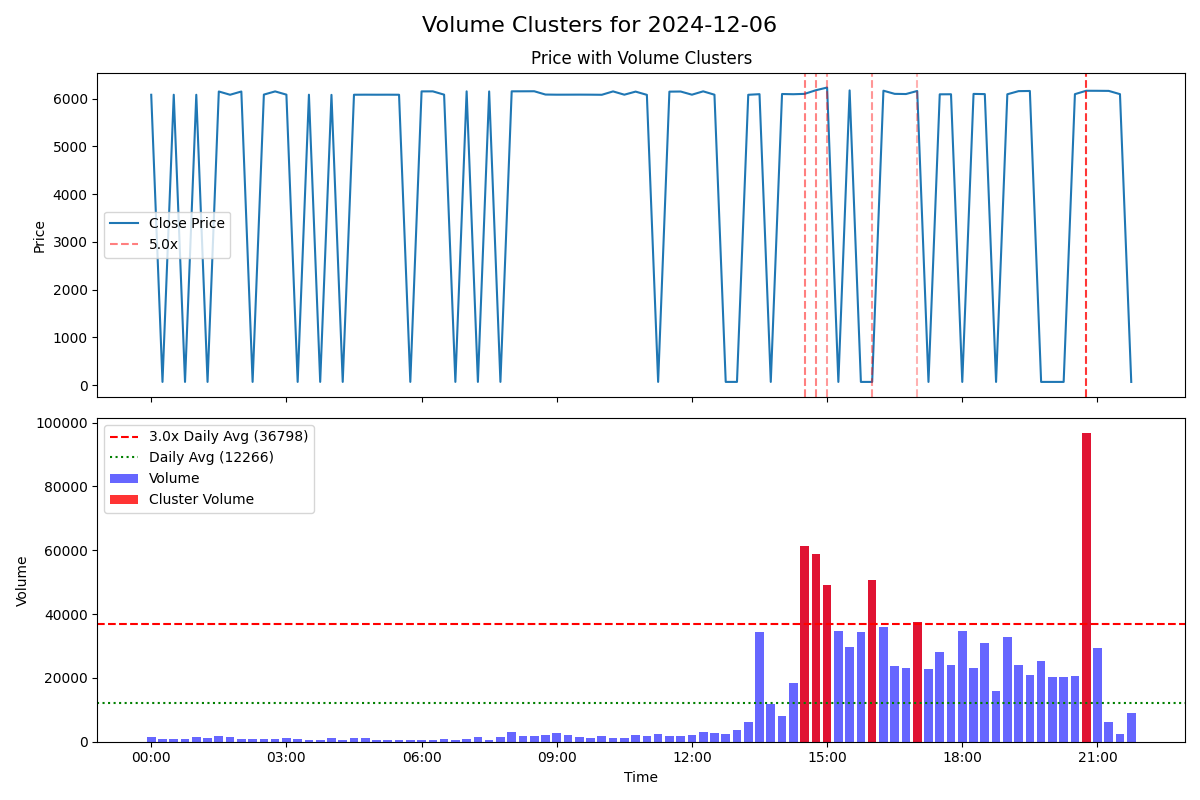 Volume Clusters for 2024-12-06
Price with Volume Clusters
Price
6000
5000
4000
3000
2000
1000
0
Close Price
5.0x
Volume
100000
80000
60000
40000
20000
0
3.0x Daily Avg (36798)
Daily Avg (12266)
Volume
Cluster Volume
00:00 03:00 06:00 09:00 12:00 15:00 18:00 21:00
Time